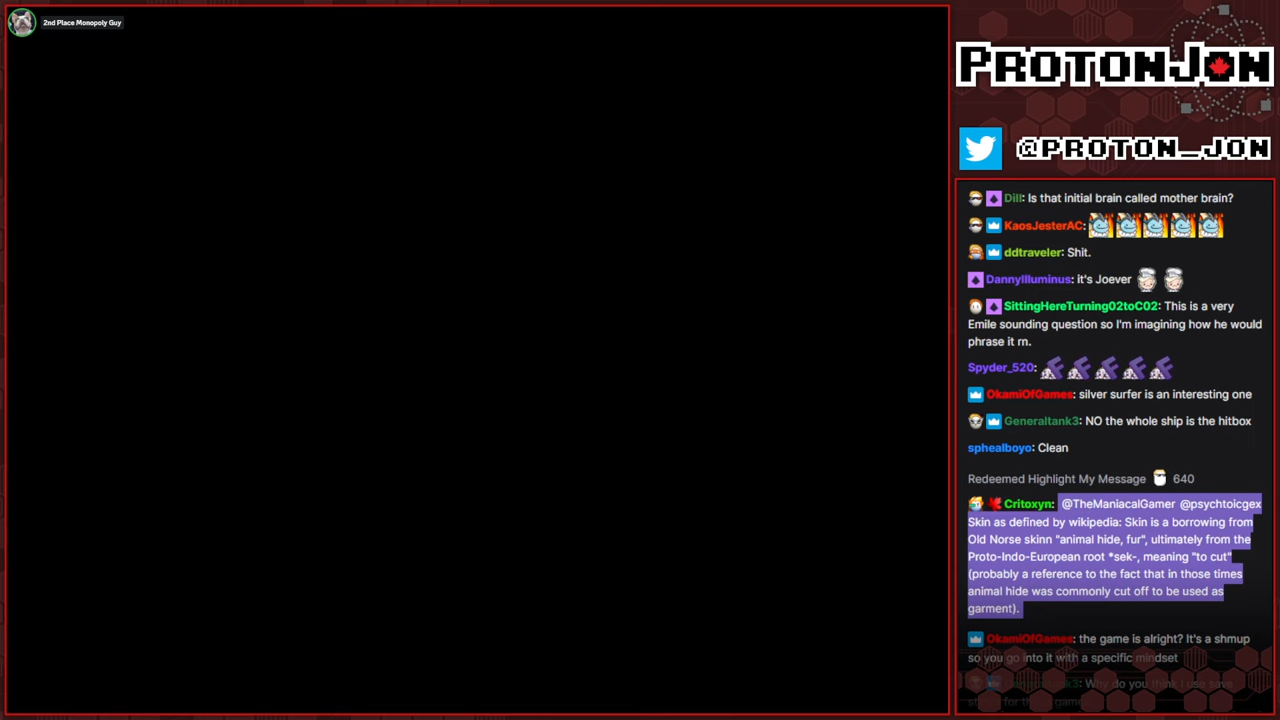 2nd Place Monopoly Guy
PROTONJON
@PROTON_JON
Dill: Is that initial brain called mother brain?
KaosJesterAC:
ddtraveler: Shit.
DannyIlluminus: it's Joever
SittingHereTurning02toC02: This is a very
Emile sounding question so I'm imagining how he would
phrase it rn.
Spyder_520:
OkamiOfGames: silver surfer is an interesting one
Generaltank3: NO the whole ship is the hitbox
sphealboyo: Clean
Redeemed Highlight My Message 640
Critoxyn: @TheManiacalGamer @psychtoicgex
Skin as defined by wikipedia: Skin is a borrowing from
Old Norse skinn "animal hide, fur", ultimately from the
Proto-Indo-European root *sek-, meaning "to cut"
(probably a reference to the fact that in those times
animal hide was commonly cut off to be used as
garment).
OkamiOfGames: the game is alright? It's a shmup
so you go into it with a specific mindset
Why do you think I use save